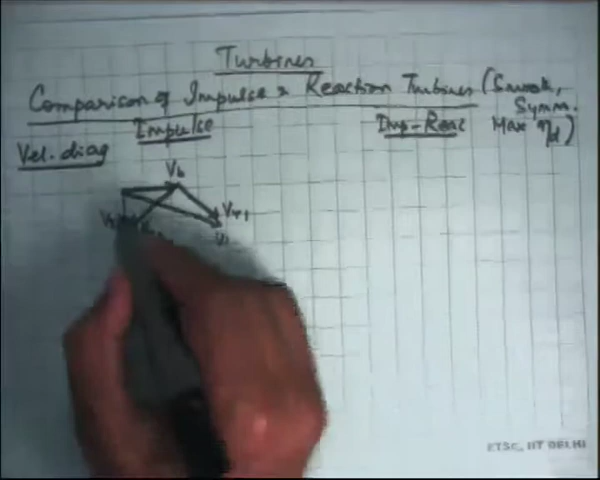 Turbines
Comparison of Impulse & Reaction Turbines (Smooth,
Symm.
Impulse Imp-Reac Max ηd)
Vel. diag
Vb
Vr1
V1
ETSC, IIT DELHI